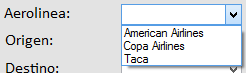 Aerolinea:
American Airlines
Copa Airlines
Taca
Origen:
Destino: